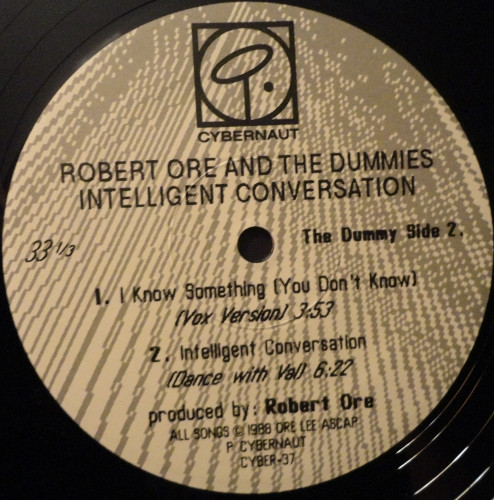 CYBERNAUT
ROBERT ORE AND THE DUMMIES
INTELLIGENT CONVERSATION
33 1/3
The Dummy Side 2.
1. I Know Something (You Don't Know)
(Vox Version) 3:53
2. Intelligent Conversation
(Dance with Val) 6:22
produced by: Robert Ore
ALL SONGS © 1988 ORE LEE ASCAP
P CYBERNAUT
CYBER-37